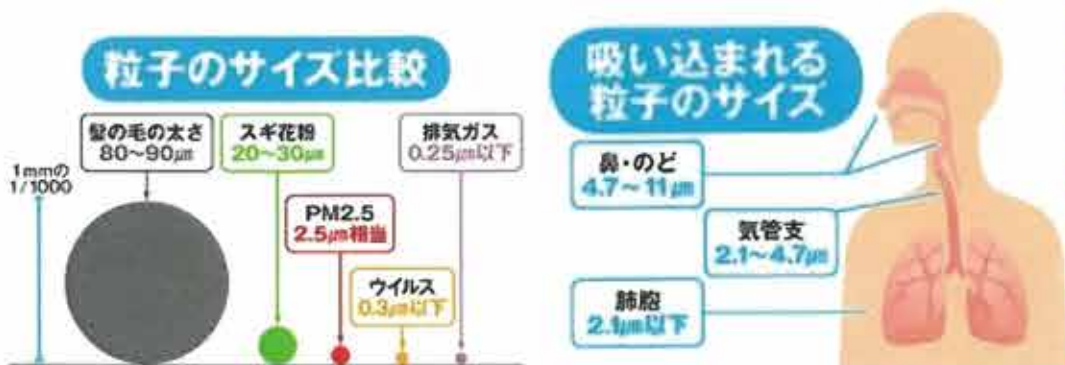 粒子のサイズ比較
髪の毛の太さ
80～90μm
スギ花粉
20～30μm
排気ガス
0.25μm以下
1mmの
1/1000
PM2.5
2.5μm相当
ウイルス
0.3μm以下
吸い込まれる
粒子のサイズ
鼻・のど
4.7～11μm
気管支
2.1～4.7μm
肺胞
2.1μm以下